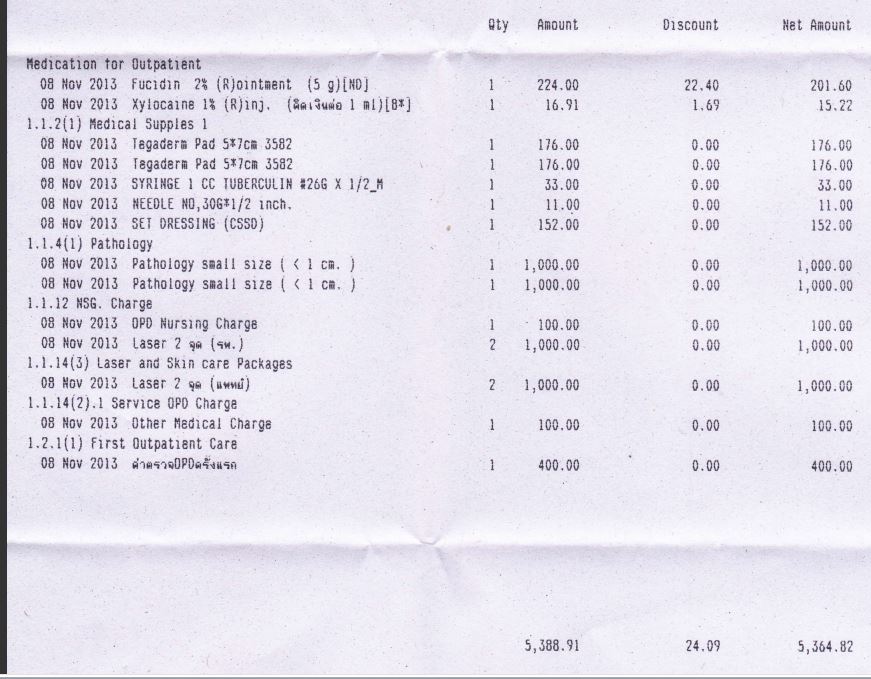 Qty Amount Discount Net Amount
Medication for Outpatient
08 Nov 2013 Fucidin 2% (R)ointment (5 g)[ND] 1 224.00 22.40 201.60
08 Nov 2013 Xylocaine 1% (R)inj. (คิดเงินต่อ 1 ml)[B*] 1 16.91 1.69 15.22
1.1.2(1) Medical Supples 1
08 Nov 2013 Tegaderm Pad 5*7cm 3582 1 176.00 0.00 176.00
08 Nov 2013 Tegaderm Pad 5*7cm 3582 1 176.00 0.00 176.00
08 Nov 2013 SYRINGE 1 CC TUBERCULIN #26G X 1/2_M 1 33.00 0.00 33.00
08 Nov 2013 NEEDLE NO,30G*1/2 inch. 1 11.00 0.00 11.00
08 Nov 2013 SET DRESSING (CSSD) 1 152.00 0.00 152.00
1.1.4(1) Pathology
08 Nov 2013 Pathology small size ( < 1 cm. ) 1 1,000.00 0.00 1,000.00
08 Nov 2013 Pathology small size ( < 1 cm. ) 1 1,000.00 0.00 1,000.00
1.1.12 NSG. Charge
08 Nov 2013 OPD Nursing Charge 1 100.00 0.00 100.00
08 Nov 2013 Laser 2 จุด (รพ.) 2 1,000.00 0.00 1,000.00
1.1.14(3) Laser and Skin care Packages
08 Nov 2013 Laser 2 จุด (แพทย์) 2 1,000.00 0.00 1,000.00
1.1.14(2).1 Service OPD Charge
08 Nov 2013 Other Medical Charge 1 100.00 0.00 100.00
1.2.1(1) First Outpatient Care
08 Nov 2013 ค่าตรวจOPDครั้งแรก 1 400.00 0.00 400.00
5,388.91 24.09 5,364.82